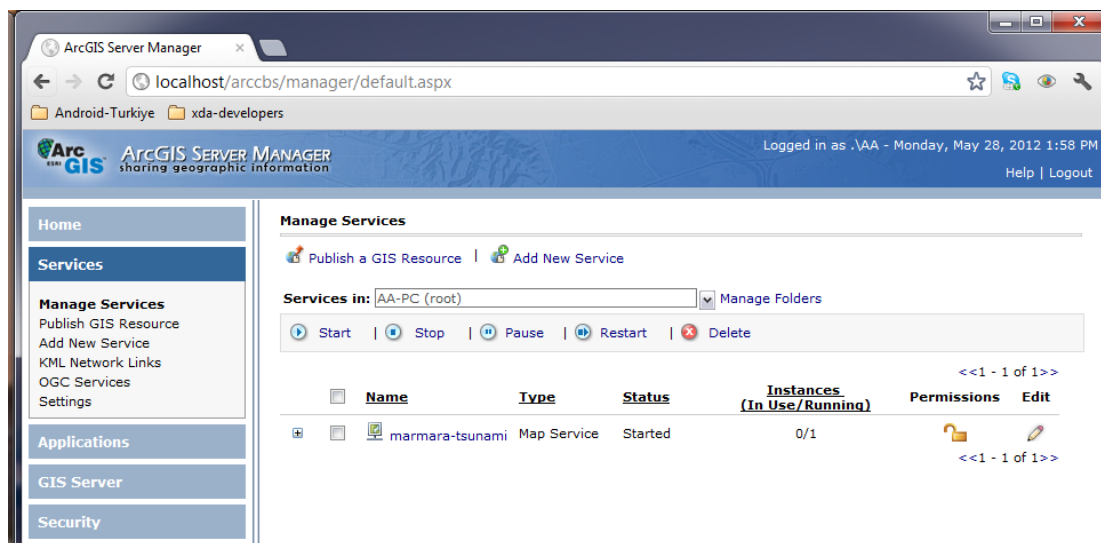 ArcGIS Server Manager
localhost/arccbs/manager/default.aspx
Android-Turkiye xda-developers
Arc GIS ESRI
ARCGIS SERVER MANAGER
sharing geographic information
Logged in as .\AA - Monday, May 28, 2012 1:58 PM
Help | Logout
Home
Services
Manage Services
Publish GIS Resource
Add New Service
KML Network Links
OGC Services
Settings
Applications
GIS Server
Security
Manage Services
Publish a GIS Resource | Add New Service
Services in: AA-PC (root) Manage Folders
Start | Stop | Pause | Restart | Delete
<<1 - 1 of 1>>
Name Type Status Instances (In Use/Running) Permissions Edit
marmara-tsunami Map Service Started 0/1
<<1 - 1 of 1>>